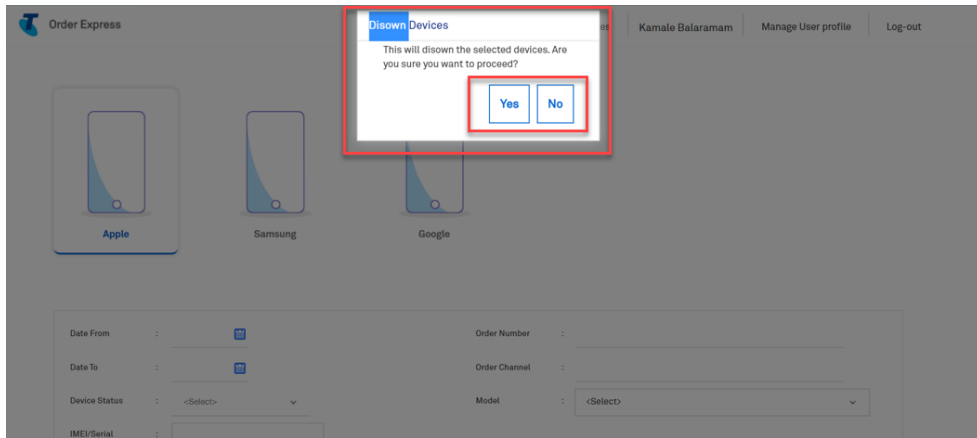 Order Express
Disown Devices
es
Kamale Balaramam
Manage User profile
Log-out
This will disown the selected devices. Are
you sure you want to proceed?
Yes
No
Apple
Samsung
Google
Date From :
Order Number :
Date To :
Order Channel :
Device Status : <Select>
Model : <Select>
IMEI/Serial :